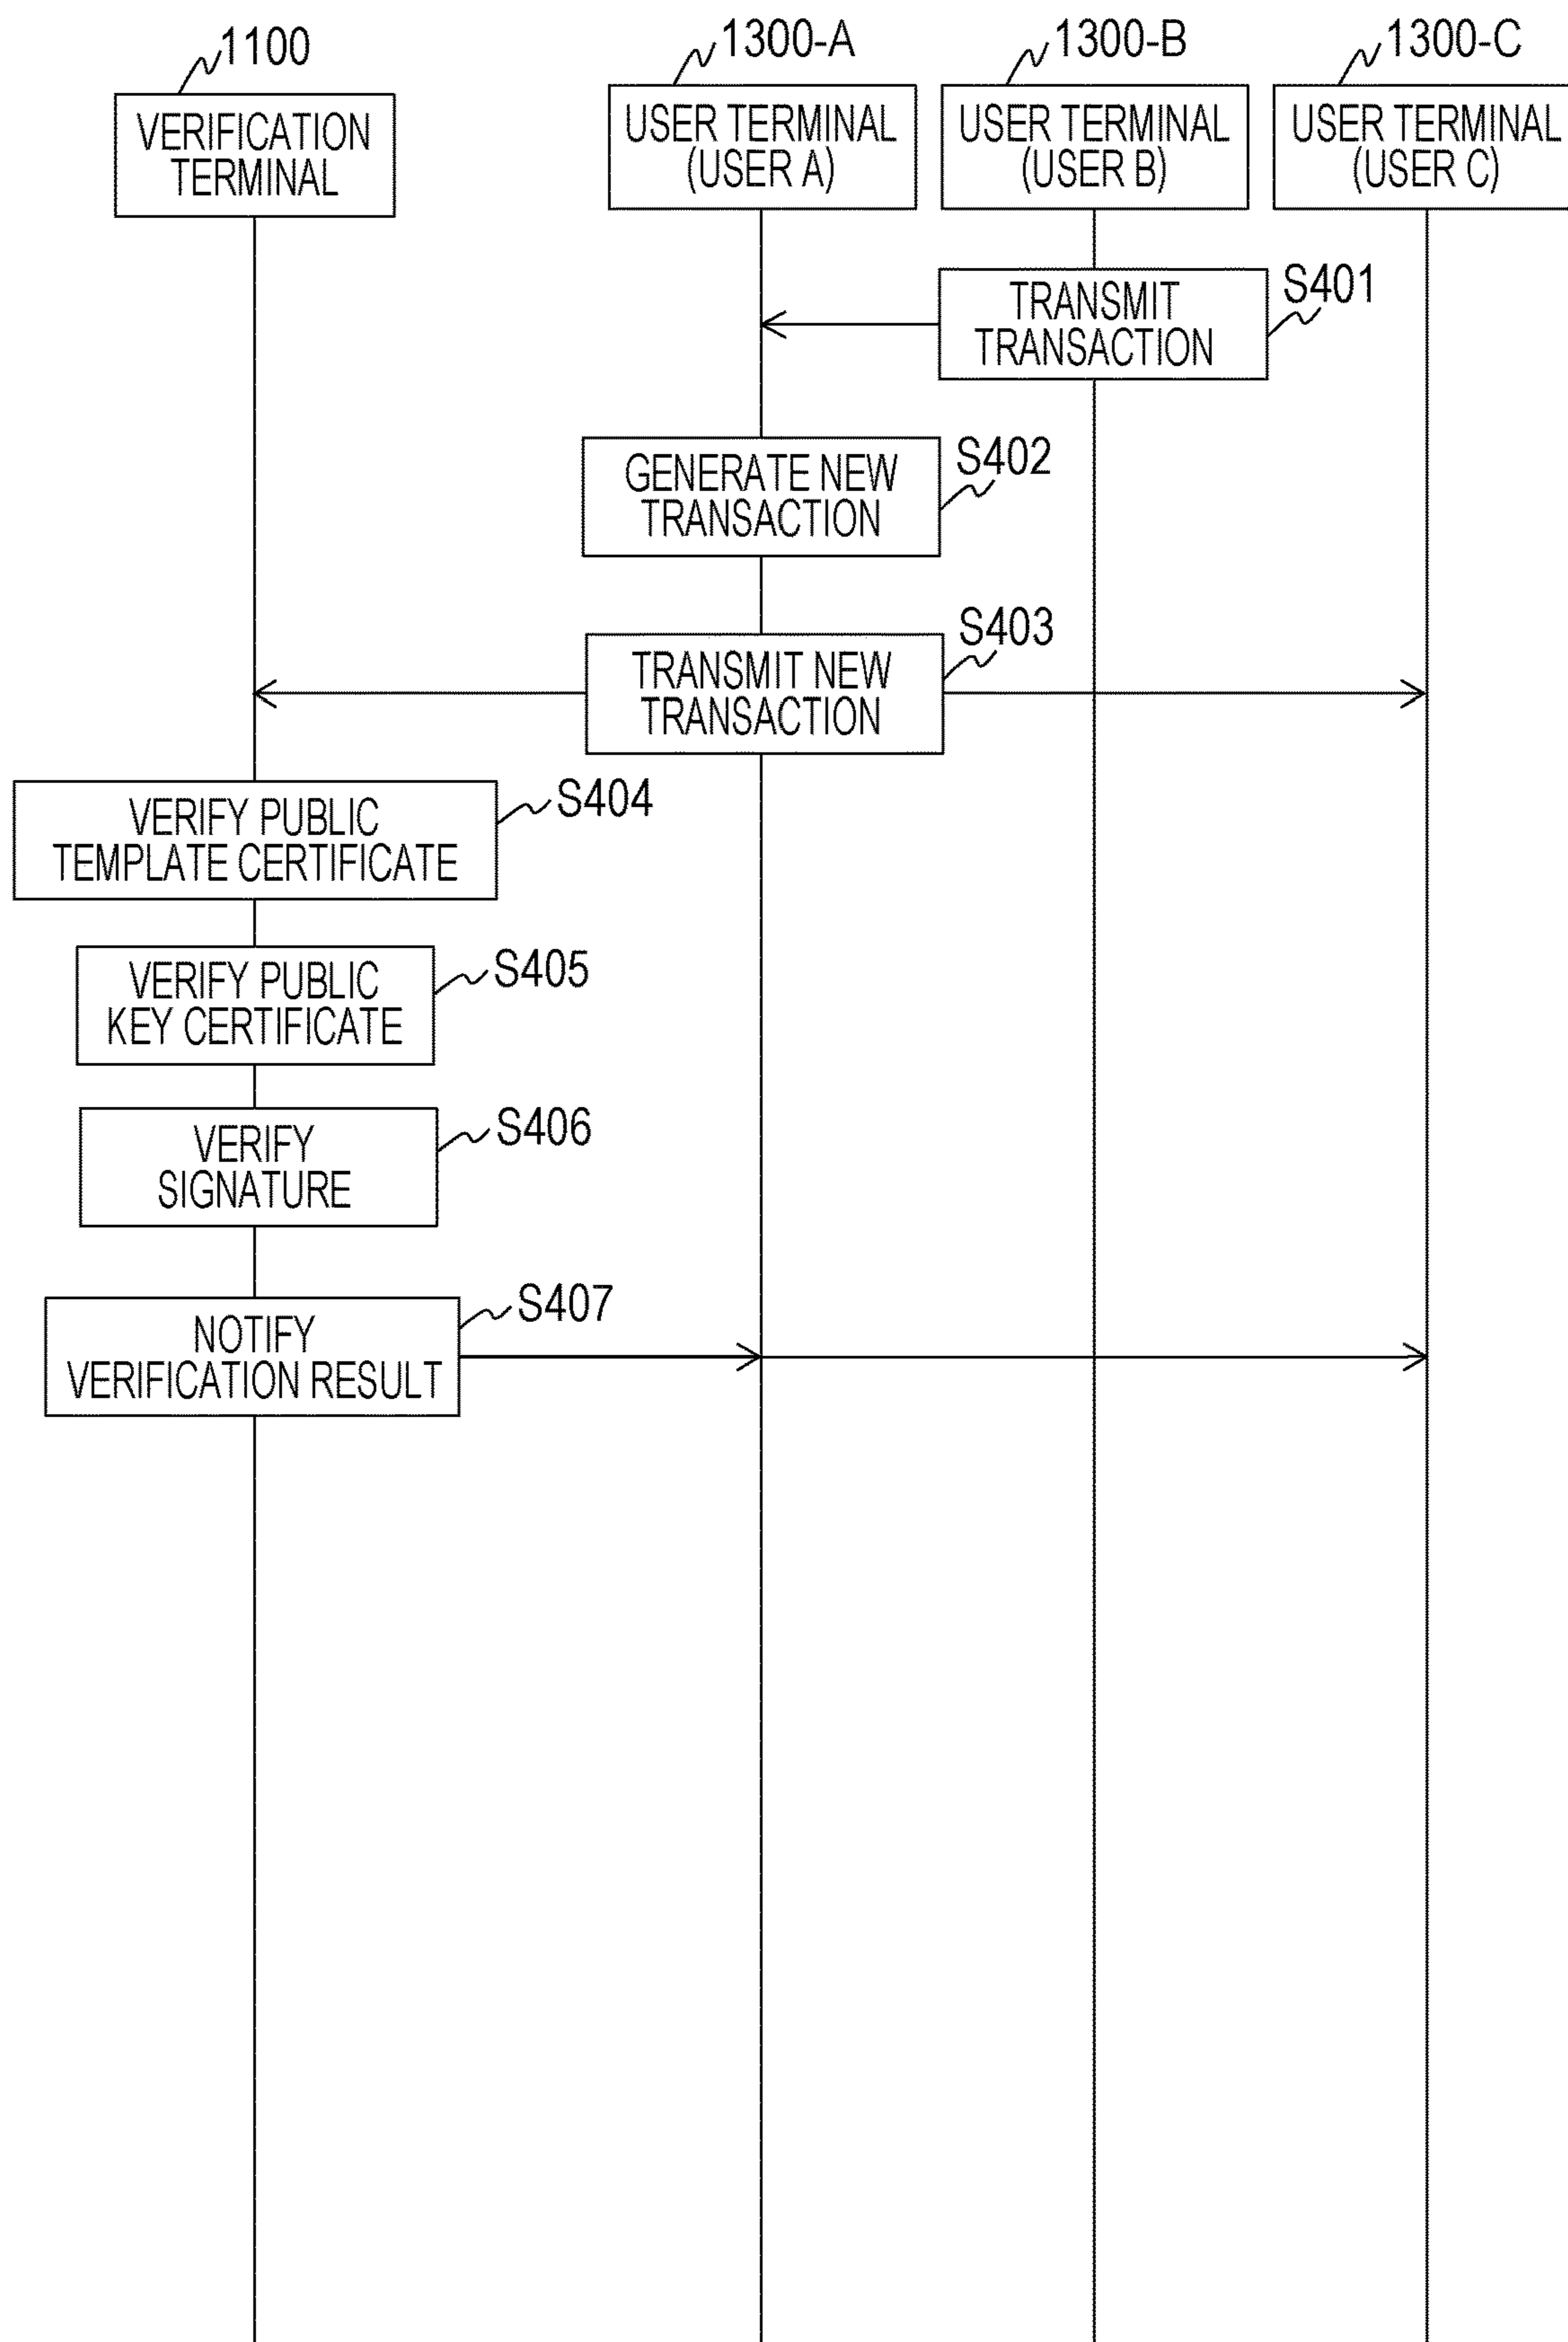 1100
1300-A
1300-B
1300-C
VERIFICATION
TERMINAL
USER TERMINAL
(USER A)
USER TERMINAL
(USER B)
USER TERMINAL
(USER C)
TRANSMIT
TRANSACTION
S401
GENERATE NEW
TRANSACTION
S402
TRANSMIT NEW
TRANSACTION
S403
VERIFY PUBLIC
TEMPLATE CERTIFICATE
S404
VERIFY PUBLIC
KEY CERTIFICATE
S405
VERIFY
SIGNATURE
S406
NOTIFY
VERIFICATION RESULT
S407